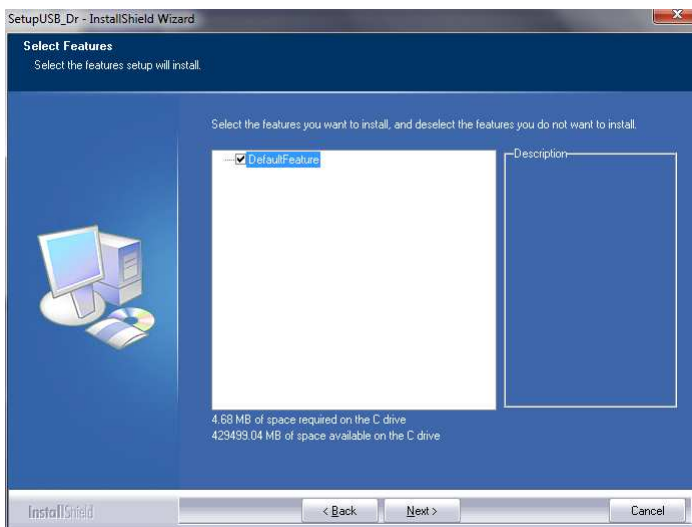 SetupUSB_Dr - InstallShield Wizard
Select Features
Select the features setup will install.
Select the features you want to install, and deselect the features you do not want to install.
DefaultFeature
Description
4.68 MB of space required on the C drive
429499.04 MB of space available on the C drive
InstallShield
< Back
Next >
Cancel